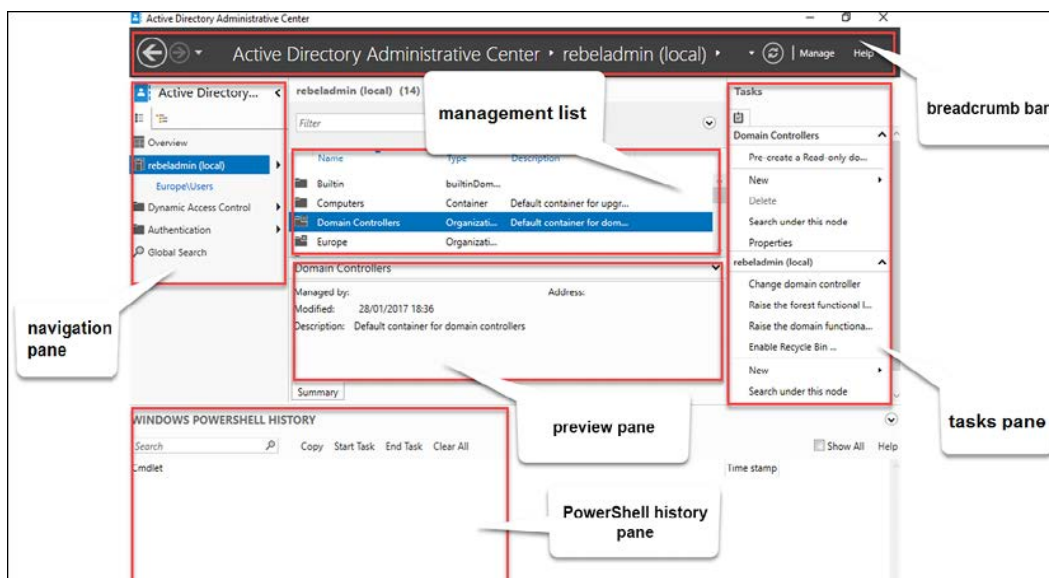 Active Directory Administrative Center
Active Directory Administrative Center • rebeladmin (local) •
Manage
Help
breadcrumb bar
Active Directory...
Overview
rebeladmin (local)
Europe\Users
Dynamic Access Control
Authentication
Global Search
navigation
pane
rebeladmin (local) (14)
Filter
management list
Name Type Description
Builtin builtinDom...
Computers Container Default container for upgr...
Domain Controllers Organizati... Default container for dom...
Europe Organizati...
Domain Controllers
Managed by: Address:
Modified: 28/01/2017 18:36
Description: Default container for domain controllers
Summary
preview pane
Tasks
Domain Controllers
Pre-create a Read-only do...
New
Delete
Search under this node
Properties
rebeladmin (local)
Change domain controller
Raise the forest functional l...
Raise the domain functiona...
Enable Recycle Bin ...
New
Search under this node
tasks pane
WINDOWS POWERSHELL HISTORY
Search
Copy Start Task End Task Clear All
Show All Help
Cmdlet Time stamp
PowerShell history
pane